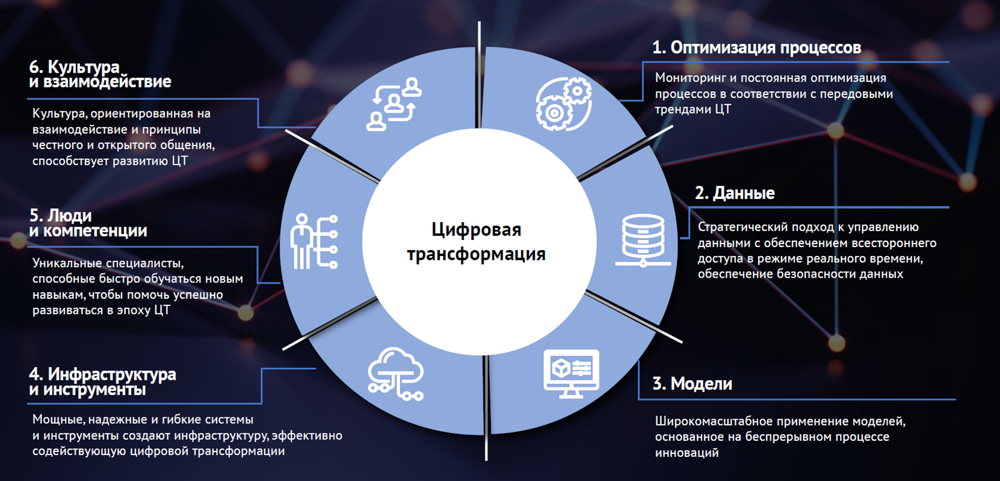 1. Оптимизация процессов
Мониторинг и постоянная оптимизация
процессов в соответствии с передовыми
трендами ЦТ
2. Данные
Стратегический подход к управлению
данными с обеспечением всестороннего
доступа в режиме реального времени,
обеспечение безопасности данных
3. Модели
Широкомасштабное применение моделей,
основанное на беспрерывном процессе
инноваций
4. Инфраструктура
и инструменты
Мощные, надежные и гибкие системы
и инструменты создают инфраструктуру, эффективно
содействующую цифровой трансформации
5. Люди
и компетенции
Уникальные специалисты,
способные быстро обучаться новым
навыкам, чтобы помочь успешно
развиваться в эпоху ЦТ
6. Культура
и взаимодействие
Культура, ориентированная на
взаимодействие и принципы
честного и открытого общения,
способствует развитию ЦТ
Цифровая
трансформация